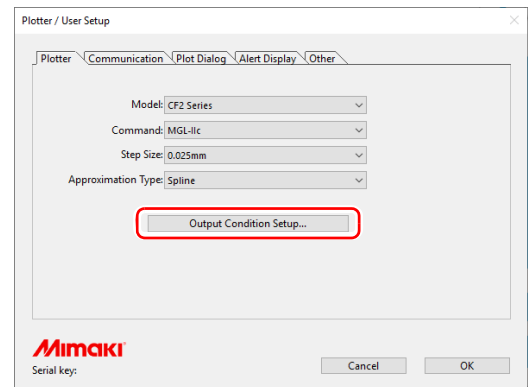 Plotter / User Setup
Plotter Communication Plot Dialog Alert Display Other
Model: CF2 Series
Command: MGL-IIc
Step Size: 0.025mm
Approximation Type: Spline
Output Condition Setup...
Mimaki
Serial key:
Cancel OK